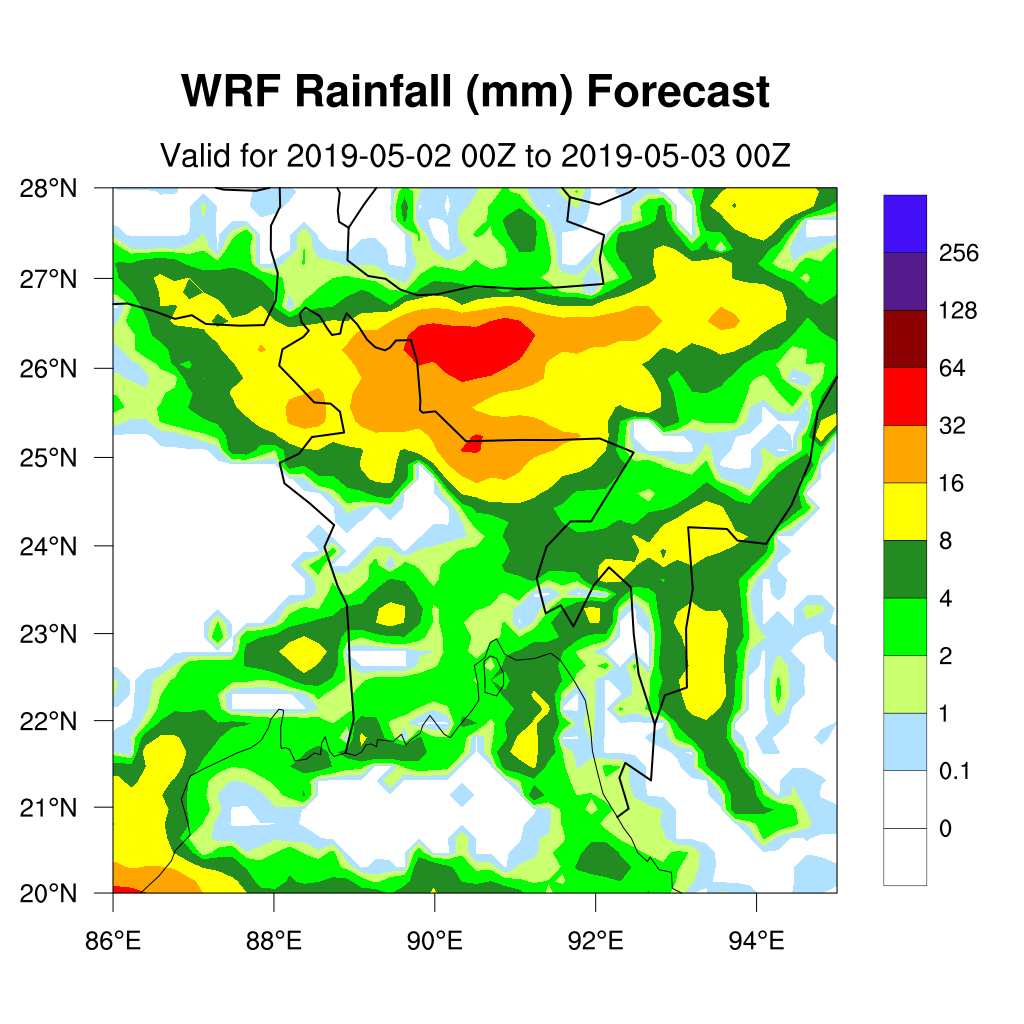 WRF Rainfall (mm) Forecast
Valid for 2019-05-02 00Z to 2019-05-03 00Z
28°N
27°N
26°N
25°N
24°N
23°N
22°N
21°N
20°N
86°E 88°E 90°E 92°E 94°E
256
128
64
32
16
8
4
2
1
0.1
0